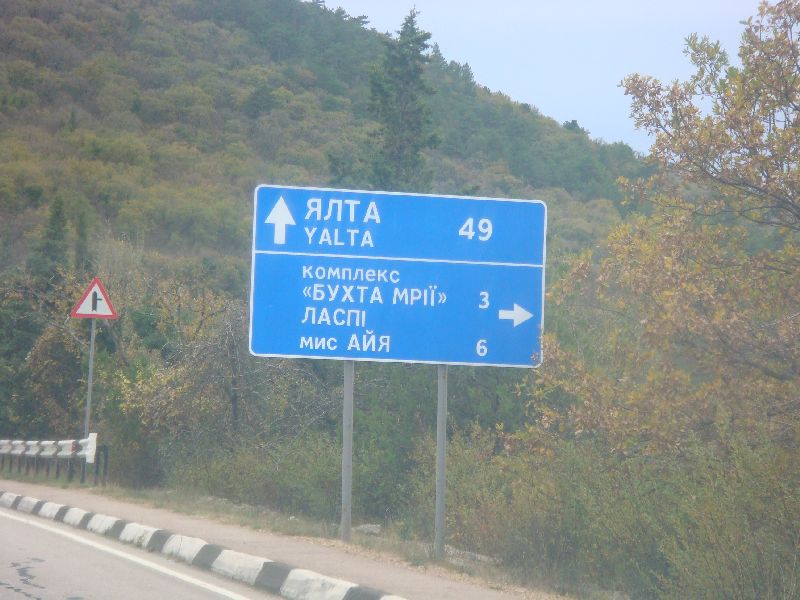 ЯЛТА 49
YALTA
комплекс
«БУХТА МРІЇ» 3
ЛАСПІ
мис АЙЯ 6